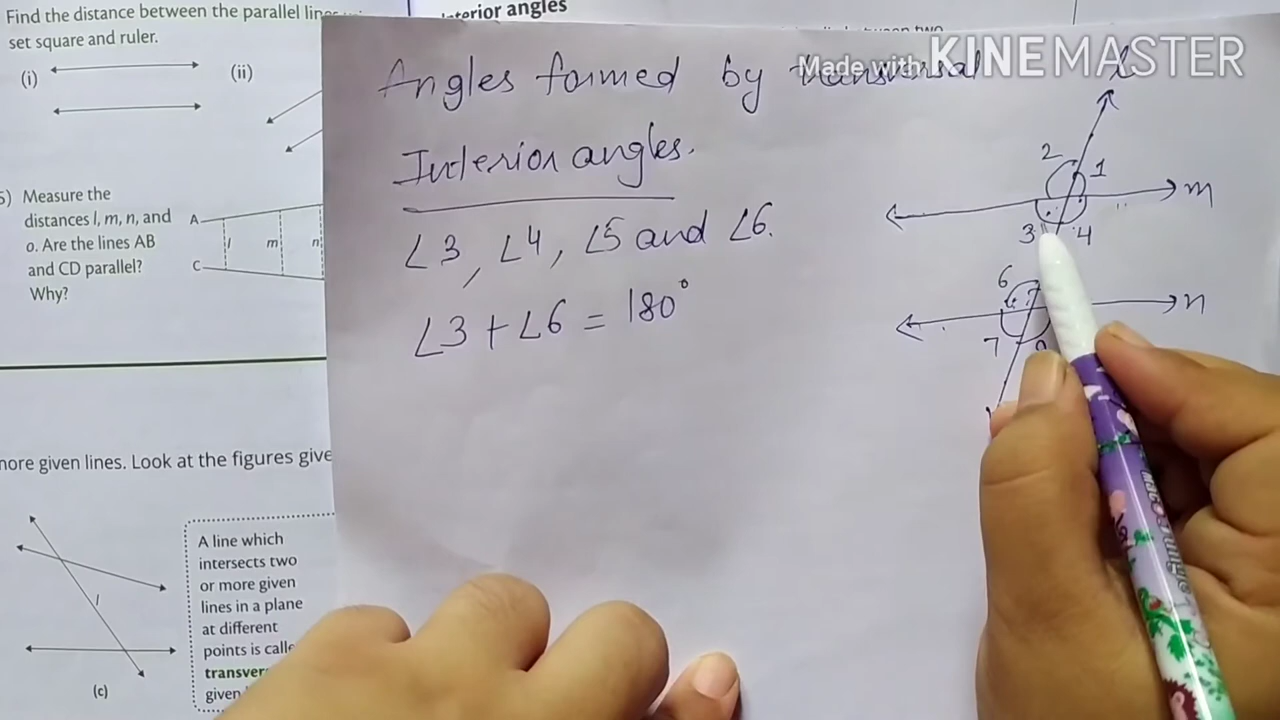 Find the distance between the parallel lines
set square and ruler.
(i)
(ii)
5) Measure the
distances l, m, n, and
o. Are the lines AB
and CD parallel?
Why?
A
C
l
m
n
more given lines. Look at the figures give
l
(c)
A line which
intersects two
or more given
lines in a plane
at different
points is calle
transver
given
interior angles
Made with KINEMASTER
Angles formed by transversal
Interior angles.
∠3, ∠4, ∠5 and ∠6.
∠3 + ∠6 = 180°
l
2
1
m
3
4
6
n
7